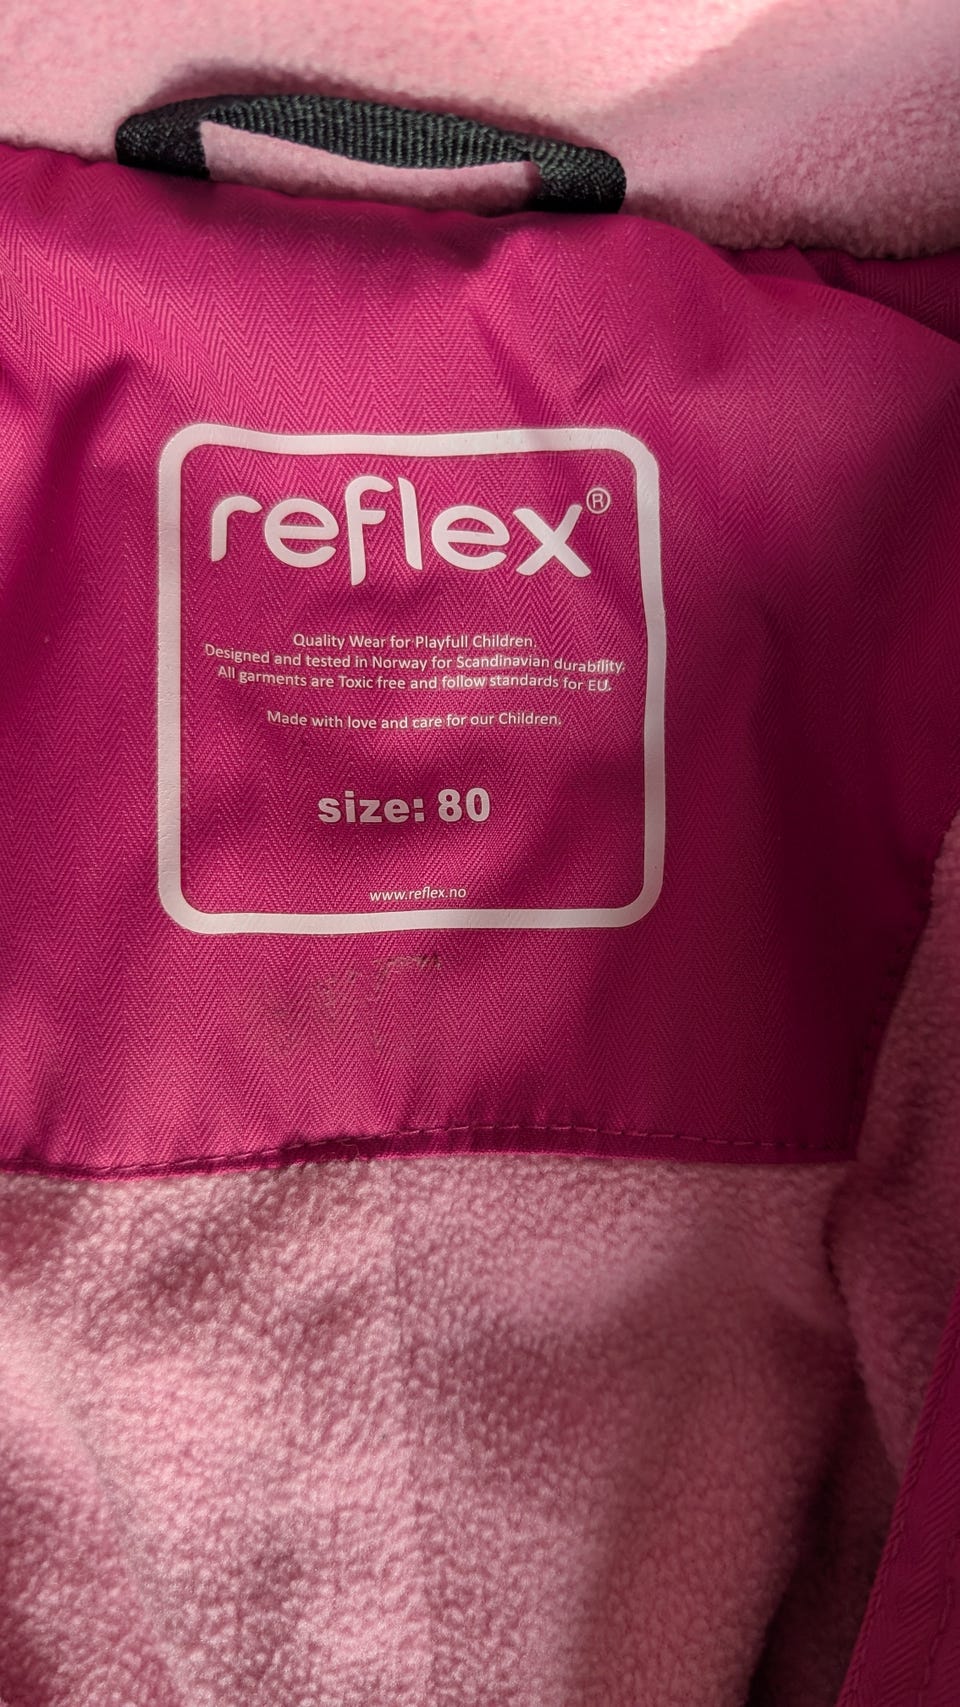 reflex®
Quality Wear for Playfull Children.
Designed and tested in Norway for Scandinavian durability.
All garments are Toxic free and follow standards for EU.
Made with love and care for our Children.
size: 80
www.reflex.no